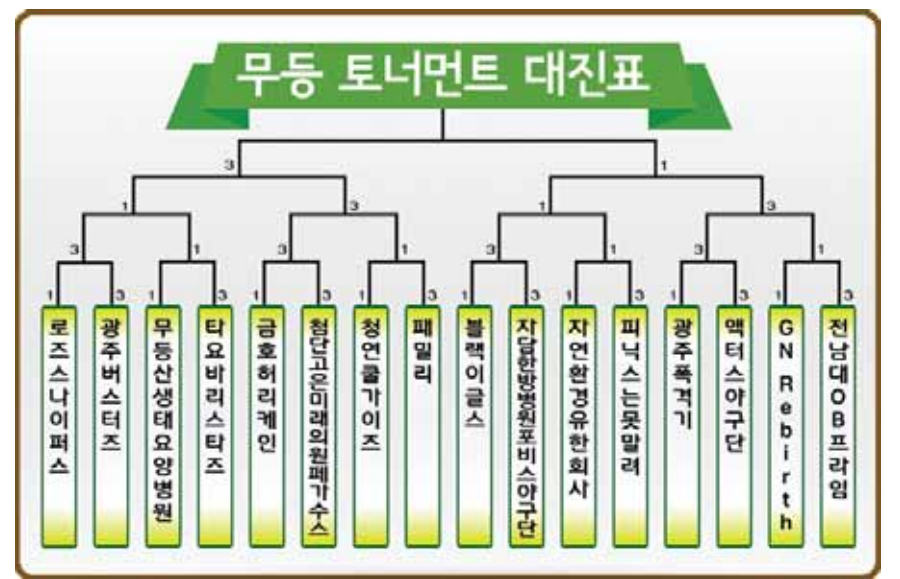 무등 토너먼트 대진표
3 1
1 3 1 3
3 1 3 1 3 1 3 1
1 3 1 3 1 3 1 3 1 3 1 3 1 3 1 3
로즈스나이퍼스
광주버스터즈
무등산생태요양병원
타요바리스타즈
금호허리케인
첨단고은미래의원페가수스
청연쿨가이즈
패밀리
블랙이글스
자담한방병원포비스야구단
자연환경유한회사
피닉스는못말려
광주폭격기
액터스야구단
GN Rebirth
전남대OB프라임